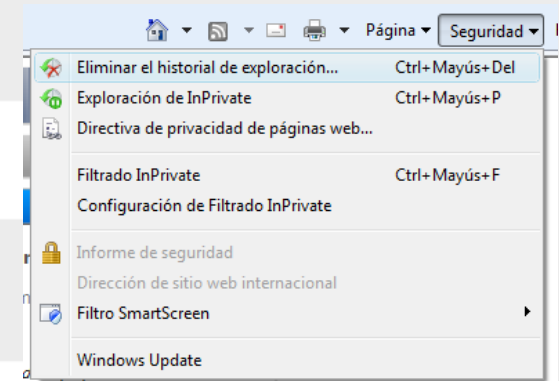 Página Seguridad
Eliminar el historial de exploración... Ctrl+Mayús+Del
Exploración de InPrivate Ctrl+Mayús+P
Directiva de privacidad de páginas web...
Filtrado InPrivate Ctrl+Mayús+F
Configuración de Filtrado InPrivate
Informe de seguridad
Dirección de sitio web internacional
Filtro SmartScreen
Windows Update